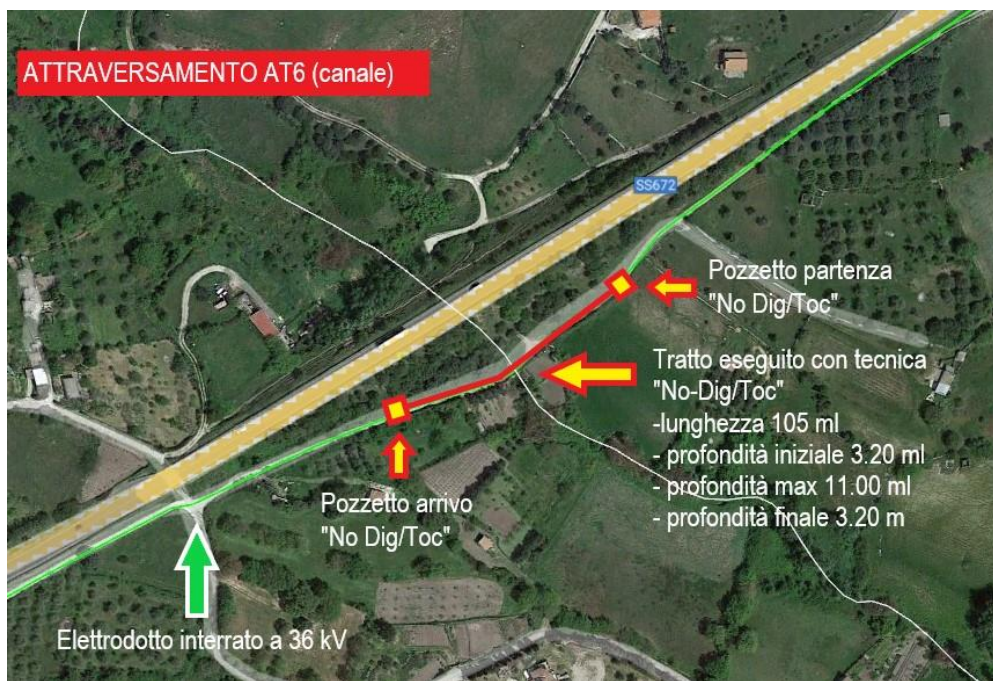 ATTRAVERSAMENTO AT6 (canale)
SS672
Pozzetto partenza
"No Dig/Toc"
Tratto eseguito con tecnica
"No-Dig/Toc"
-lunghezza 105 ml
- profondità iniziale 3.20 ml
- profondità max 11.00 ml
- profondità finale 3.20 m
Pozzetto arrivo
"No Dig/Toc"
Elettrodotto interrato a 36 kV